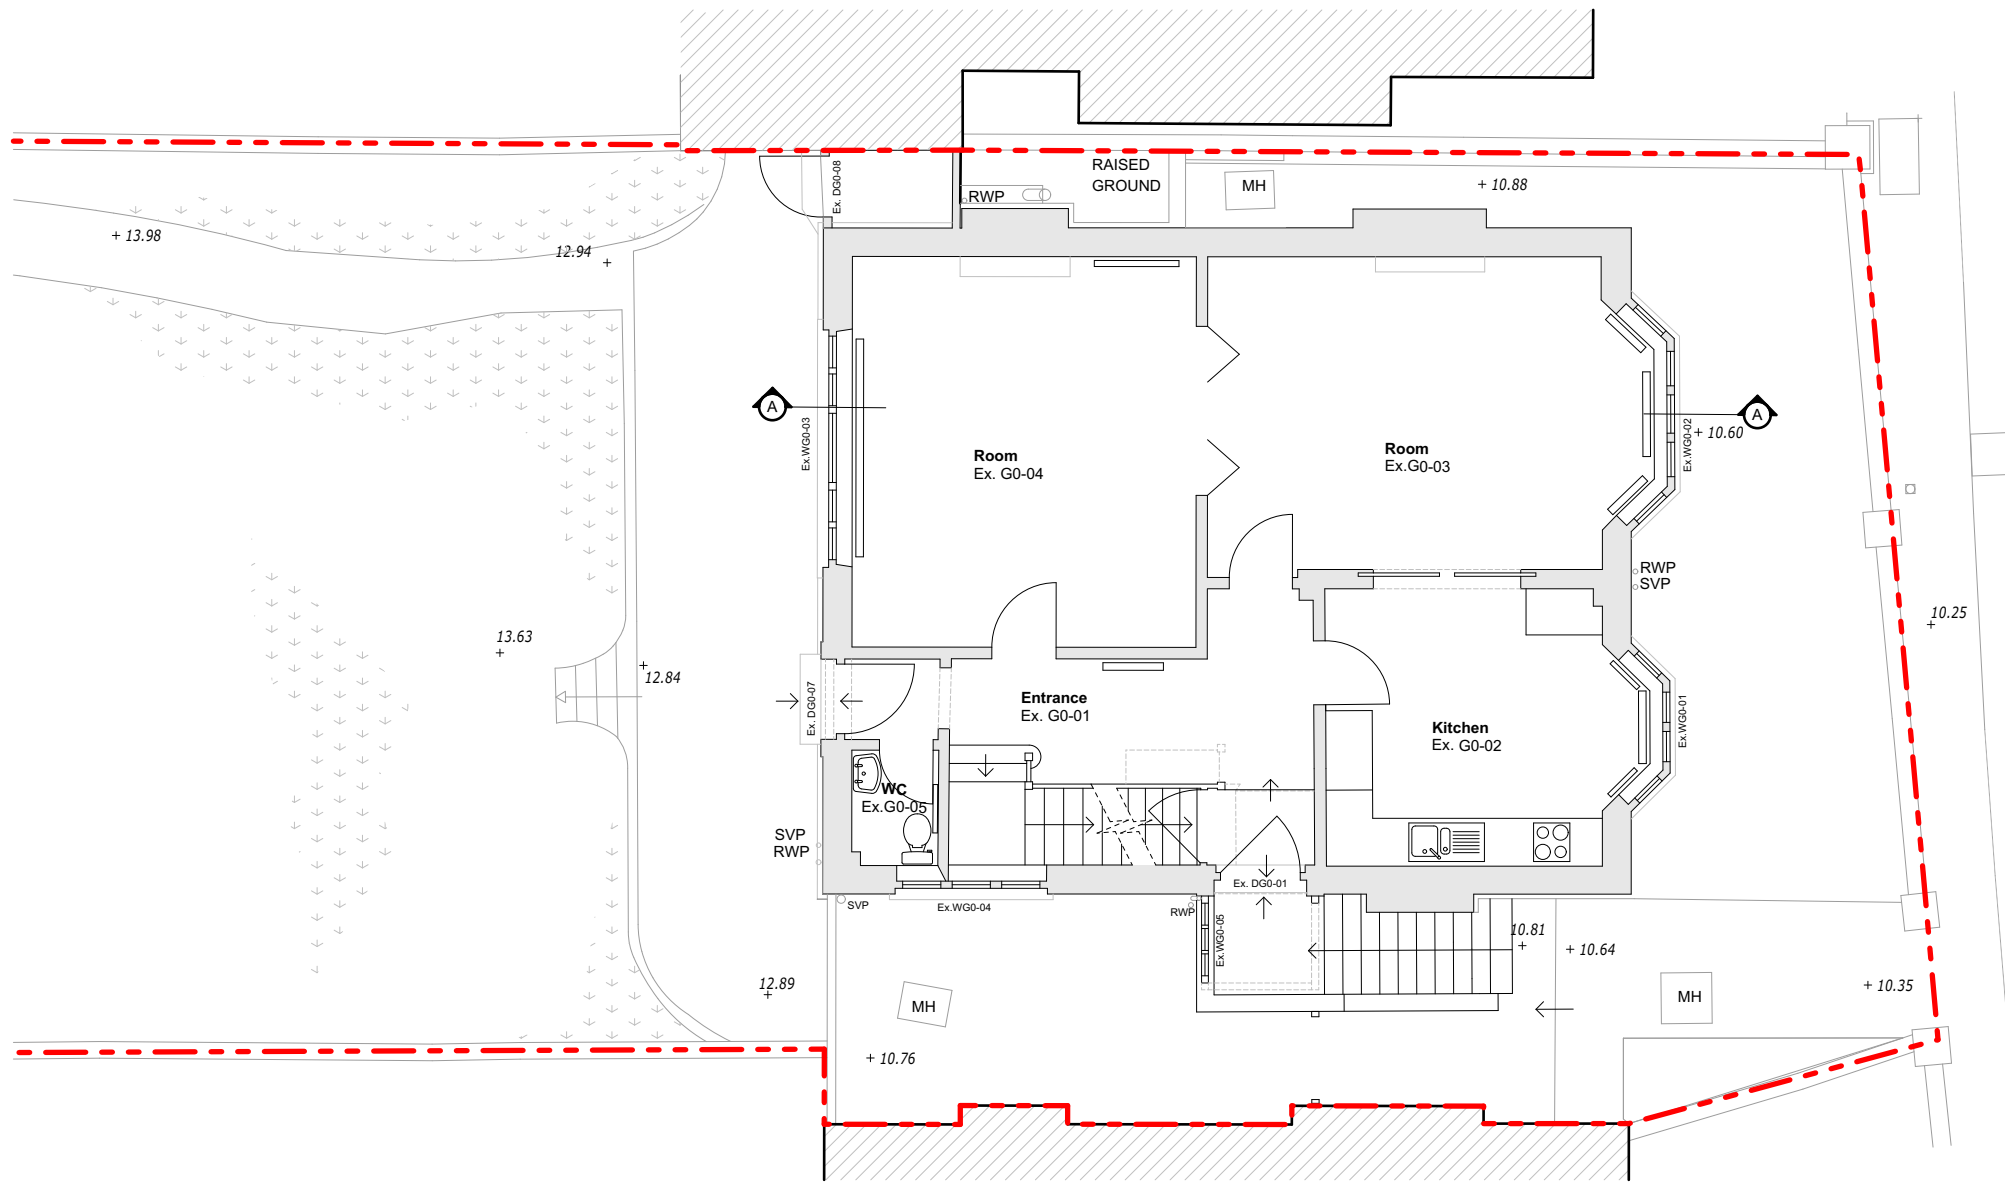 RAISED
GROUND
MH
RWP
Ex. DG0-08
+ 10.88
+ 13.98
12.94
A
A
+ 10.60
Ex.WG0-03
Ex.WG0-02
Room
Ex. G0-04
Room
Ex.G0-03
RWP
SVP
10.25
13.63
12.84
Ex. DG0-07
Entrance
Ex. G0-01
Kitchen
Ex. G0-02
Ex.WG0-01
WC
Ex.G0-05
SVP
RWP
SVP
Ex.WG0-04
RWP
Ex. DG0-01
Ex.WG0-05
10.81
+ 10.64
12.89
MH
MH
+ 10.35
+ 10.76